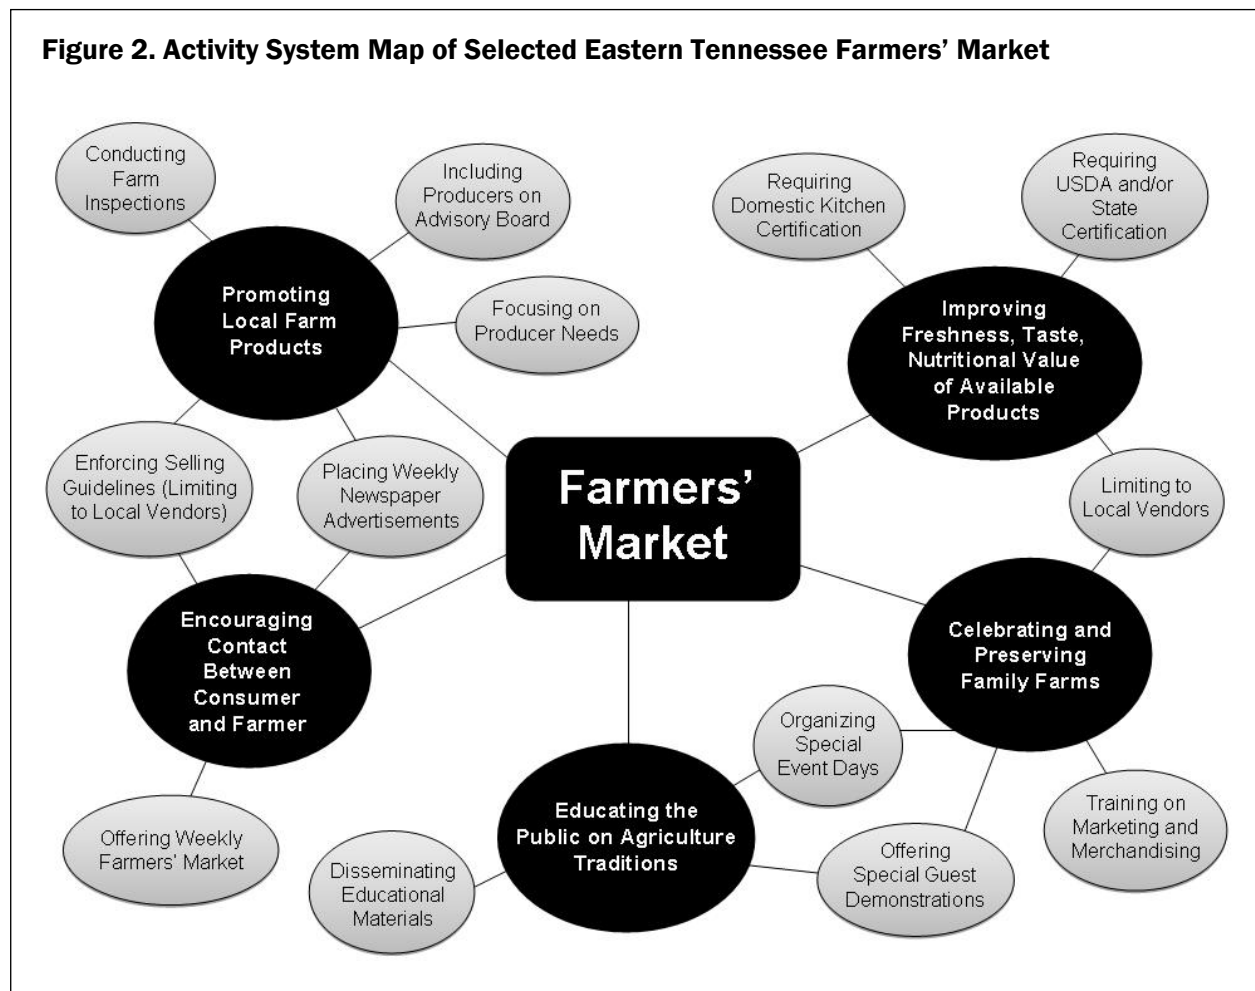 Figure 2. Activity System Map of Selected Eastern Tennessee Farmers’ Market
Conducting
Farm
Inspections
Including
Producers on
Advisory Board
Requiring
Domestic Kitchen
Certification
Requiring
USDA and/or
State
Certification
Promoting
Local Farm
Products
Focusing on
Producer Needs
Improving
Freshness, Taste,
Nutritional Value
of Available
Products
Enforcing Selling
Guidelines (Limiting
to Local Vendors)
Placing Weekly
Newspaper
Advertisements
Farmers’
Market
Limiting to
Local Vendors
Encouraging
Contact
Between
Consumer
and Farmer
Celebrating and
Preserving
Family Farms
Organizing
Special
Event Days
Offering Weekly
Farmers’ Market
Educating the
Public on Agriculture
Traditions
Training on
Marketing and
Merchandising
Disseminating
Educational
Materials
Offering
Special Guest
Demonstrations